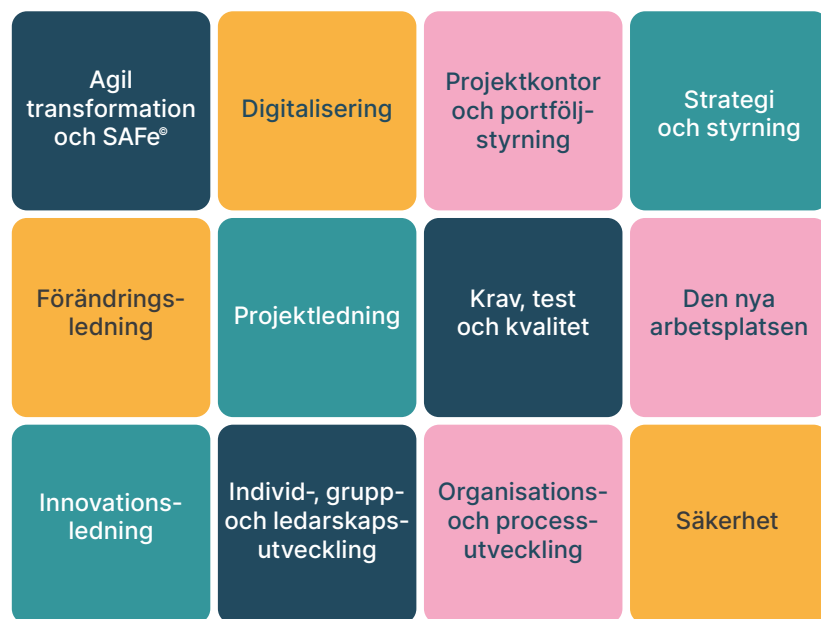 Agil
transformation
och SAFe©
Digitalisering
Projektkontor
och portfölj-
styrning
Strategi
och styrning
Förändrings-
ledning
Projektledning
Krav, test
och kvalitet
Den nya
arbetsplatsen
Innovations-
ledning
Individ-, grupp-
och ledarskaps-
utveckling
Organisations-
och process-
utveckling
Säkerhet